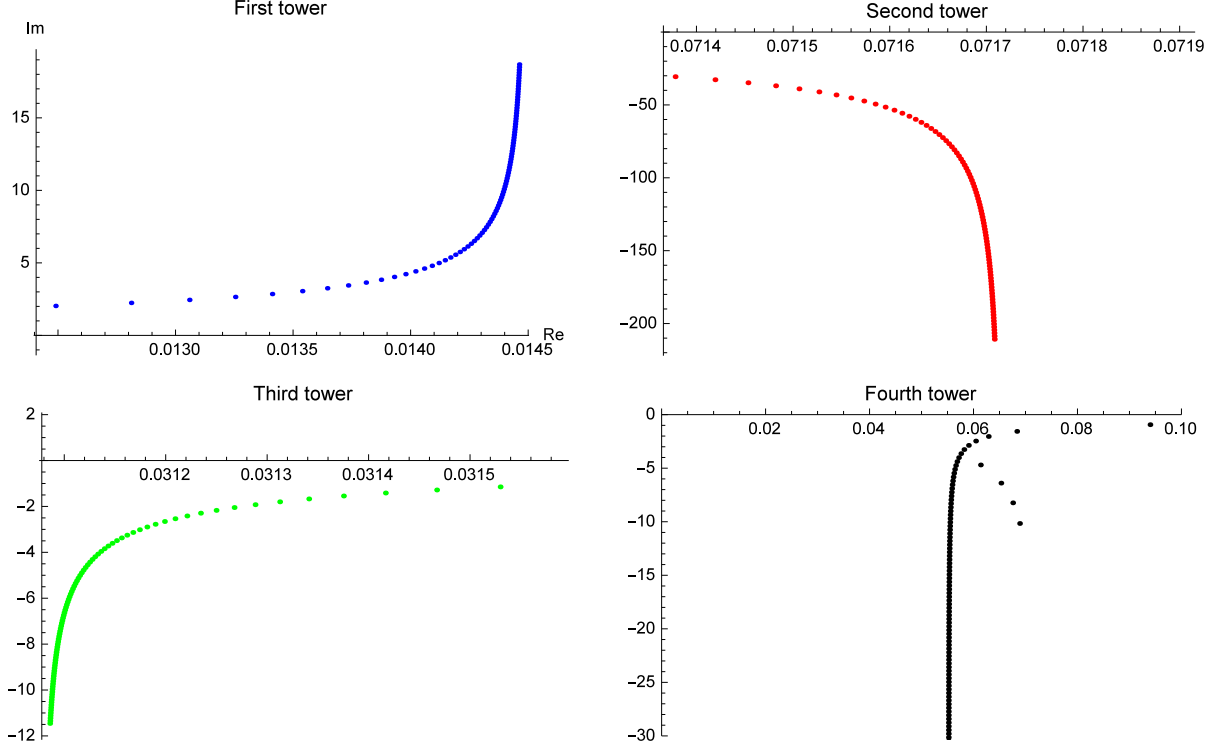 First tower
Im
15
10
5
0.0130 0.0135 0.0140 0.0145
Re
Second tower
0.0714 0.0715 0.0716 0.0717 0.0718 0.0719
−50
−100
−150
−200
Third tower
2
0.0312 0.0313 0.0314 0.0315
−2
−4
−6
−8
−10
−12
Fourth tower
0
0.02 0.04 0.06 0.08 0.10
−5
−10
−15
−20
−25
−30